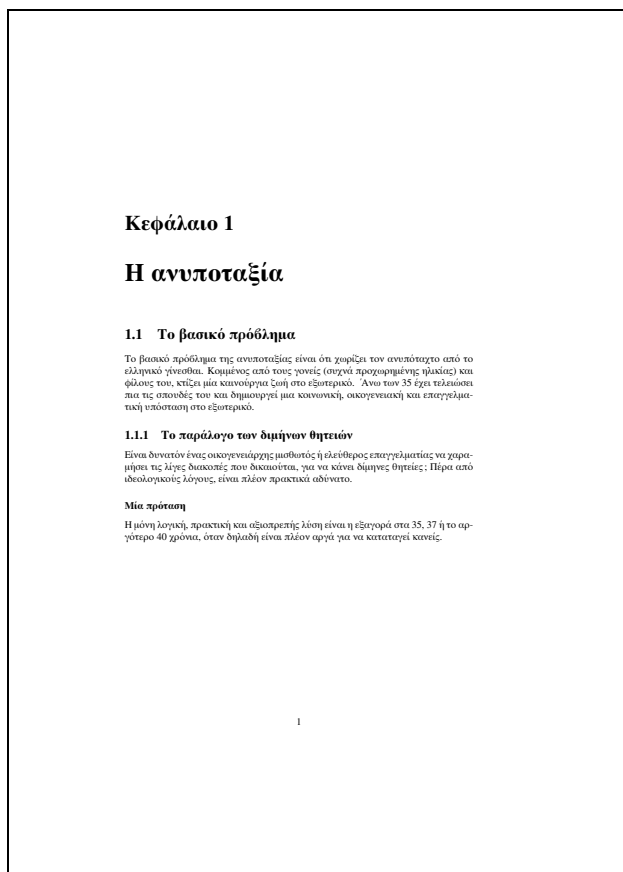 Κεφάλαιο 1
Η ανυποταξία
1.1 Το βασικό πρόβλημα
Το βασικό πρόβλημα της ανυποταξίας είναι ότι χωρίζει τον ανυπόταχτο από το
ελληνικό γίνεσθαι. Κομμένος από τους γονείς (συχνά προχωρημένης ηλικίας) και
φίλους του, κτίζει μία καινούργια ζωή στο εξωτερικό. Άνω των 35 έχει τελειώσει
πια τις σπουδές του και δημιουργεί μια κοινωνική, οικογενειακή και επαγγελμα-
τική υπόσταση στο εξωτερικό.
1.1.1 Το παράλογο των διμήνων θητειών
Είναι δυνατόν ένας οικογενειάρχης μισθωτός ή ελεύθερος επαγγελματίας να χαρα-
μήσει τις λίγες διακοπές που δικαιούται, για να κάνει δίμηνες θητείες; Πέρα από
ιδεολογικούς λόγους, είναι πλέον πρακτικά αδύνατο.
Μία πρόταση
Η μόνη λογική, πρακτική και αξιοπρεπής λύση είναι η εξαγορά στα 35, 37 ή το αρ-
γότερο 40 χρόνια, όταν δηλαδή είναι πλέον αργά για να καταταγεί κανείς.
1